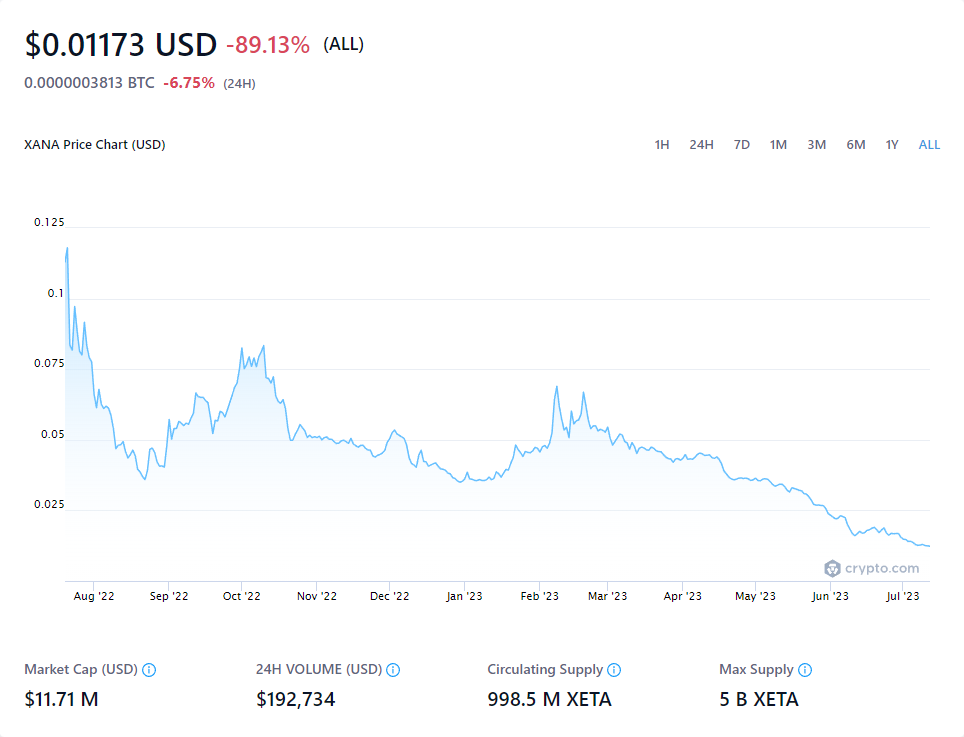 $0.01173 USD -89.13% (ALL)
0.0000003813 BTC -6.75% (24H)
XANA Price Chart (USD) 1H 24H 7D 1M 3M 6M 1Y ALL
0.125
0.1
0.075
0.05
0.025
crypto.com
Aug '22 Sep '22 Oct '22 Nov '22 Dec '22 Jan '23 Feb '23 Mar '23 Apr '23 May '23 Jun '23 Jul '23
Market Cap (USD) 24H VOLUME (USD) Circulating Supply Max Supply
$11.71 M $192,734 998.5 M XETA 5 B XETA